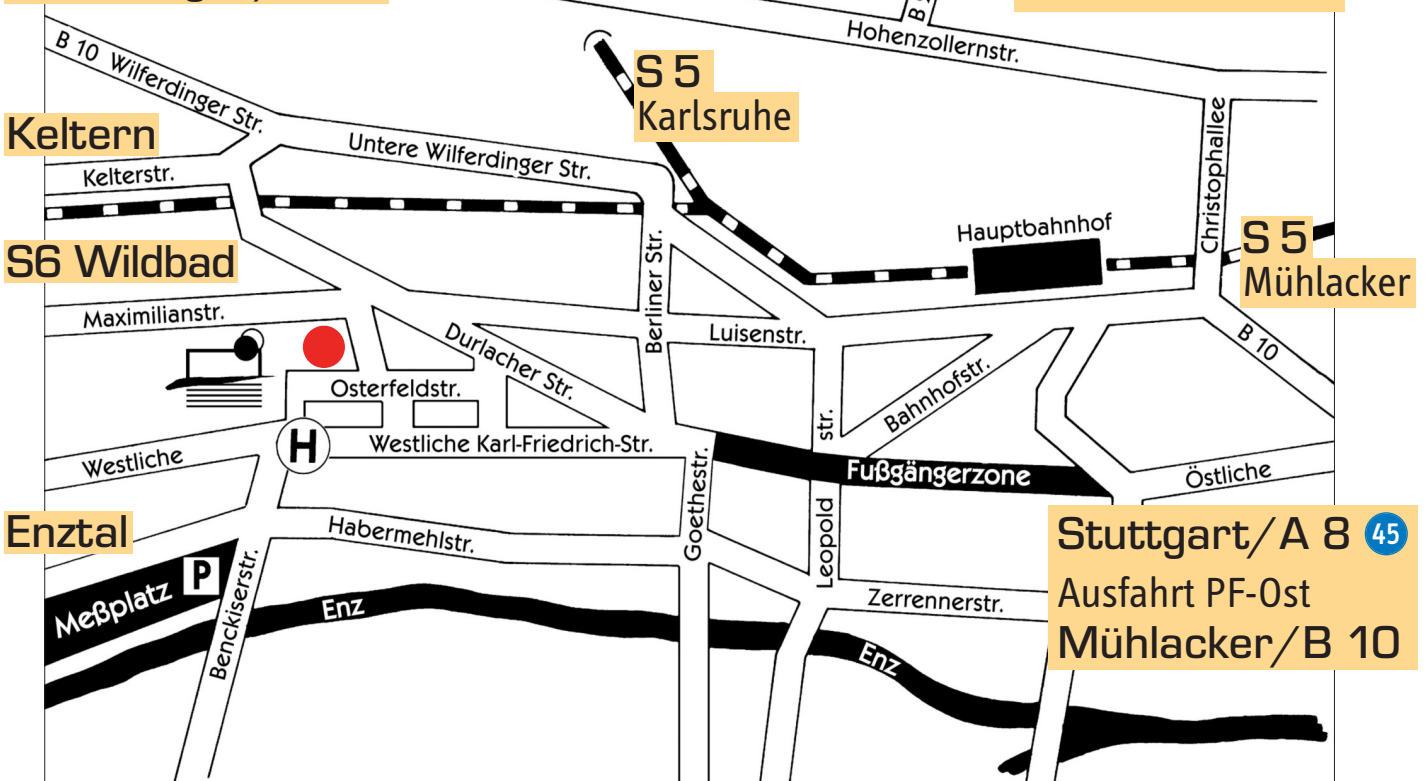 B 10 Wilferdinger Str.
Hohenzollernstr.
S 5
Karlsruhe
Keltern
Kelterstr.
Untere Wilferdinger Str.
Christophallee
Hauptbahnhof
S 5
Mühlacker
S6 Wildbad
Maximilianstr.
Berliner Str.
Luisenstr.
B 10
Durlacher Str.
Osterfeldstr.
Bahnhofstr.
H
Westliche Karl-Friedrich-Str.
Westliche
Leopold str.
Fußgängerzone
Östliche
Goethestr.
Enztal
Habermehlstr.
Stuttgart/A 8 45
Ausfahrt PF-Ost
Mühlacker/B 10
Meßplatz P
Benckiserstr.
Enz
Zerrennerstr.
Enz